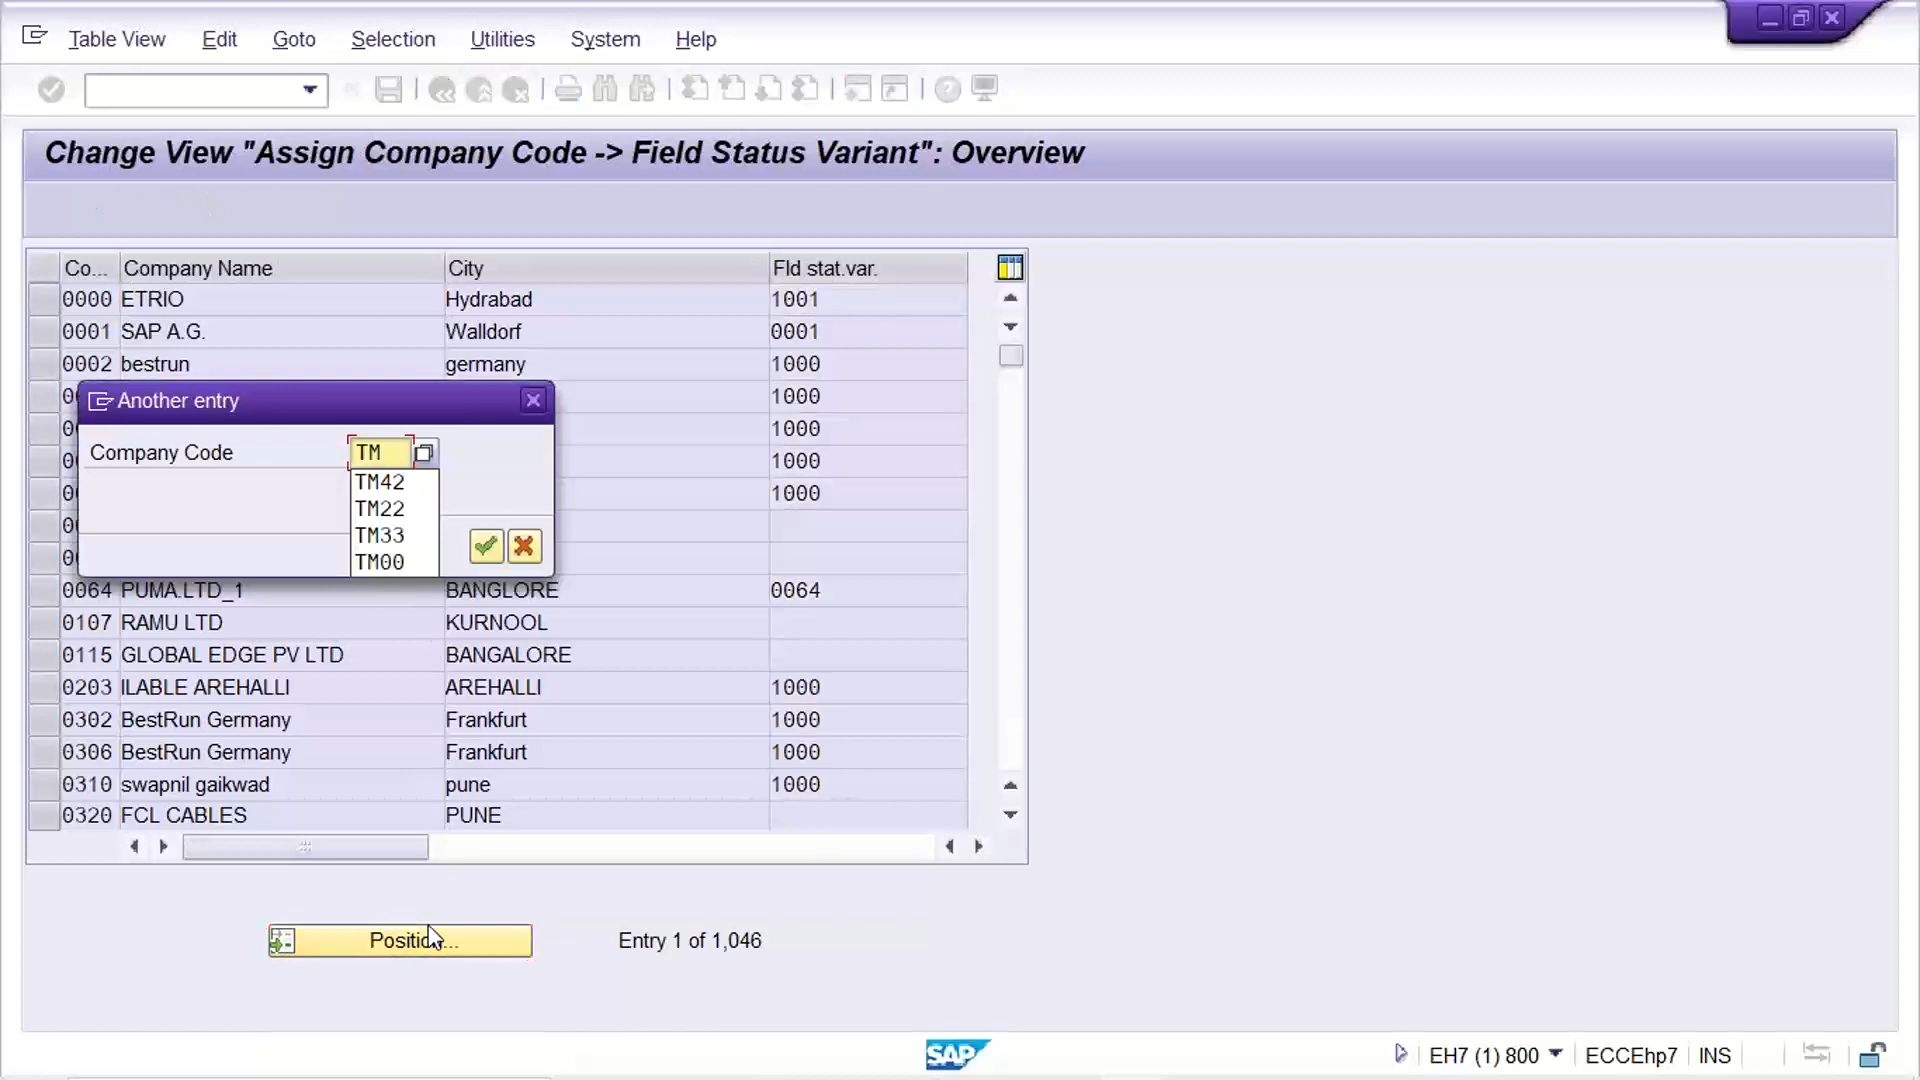 Table View Edit Goto Selection Utilities System Help
Change View "Assign Company Code -> Field Status Variant": Overview
Co... Company Name City Fld stat.var.
0000 ETRIO Hydrabad 1001
0001 SAP A.G. Walldorf 0001
0002 bestrun germany 1000
Another entry
1000
1000
Company Code TM
1000
TM42
1000
TM22
TM33
TM00
0064 PUMA.LTD_1 BANGLORE 0064
0107 RAMU LTD KURNOOL
0115 GLOBAL EDGE PV LTD BANGALORE
0203 ILABLE AREHALLI AREHALLI 1000
0302 BestRun Germany Frankfurt 1000
0306 BestRun Germany Frankfurt 1000
0310 swapnil gaikwad pune 1000
0320 FCL CABLES PUNE
Position... Entry 1 of 1,046
SAP EH7 (1) 800 ECCEhp7 INS